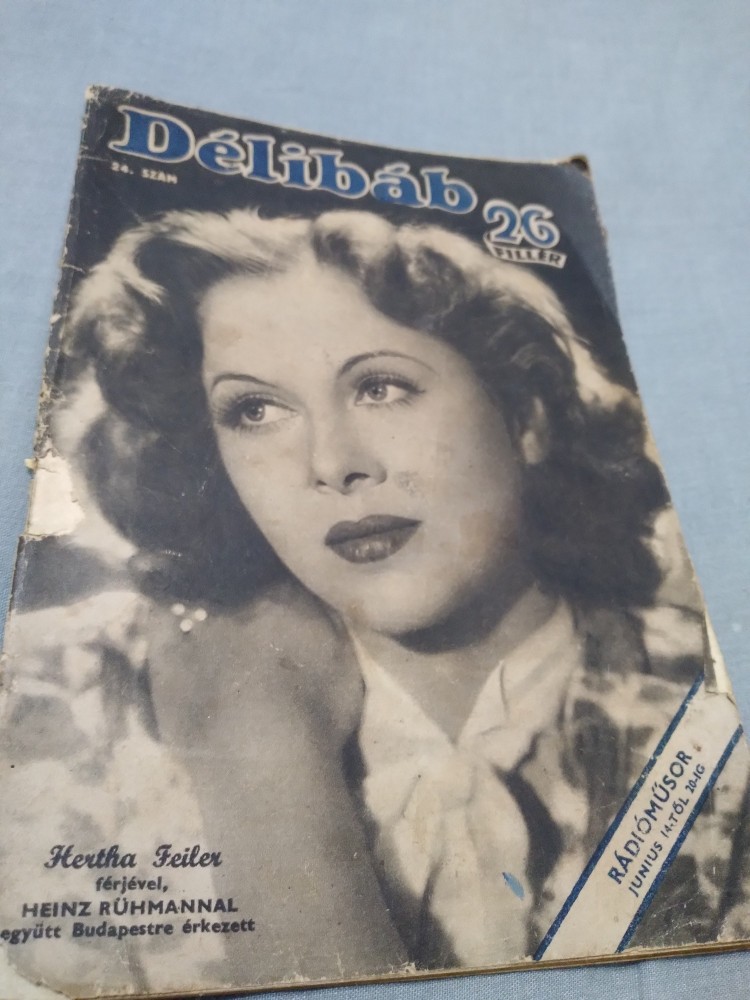 Délibáb
24. SZÁM
26
FILLÉR
RÁDIÓMŰSOR
JUNIUS 14-TŐL 20-IG
Hertha Feiler
férjével,
HEINZ RÜHMANNAL
együtt Budapestre érkezett